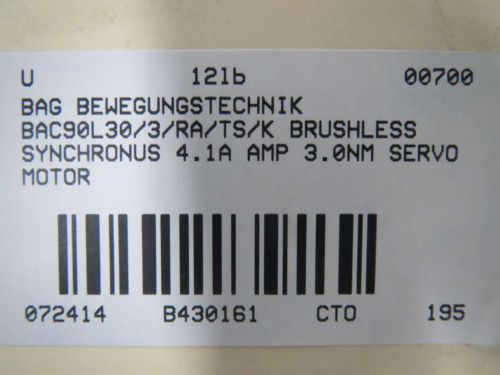 U 12lb 00700
BAG BEWEGUNGSTECHNIK
BAC90L30/3/RA/TS/K BRUSHLESS
SYNCHRONUS 4.1A AMP 3.0NM SERVO
MOTOR
072414 B430161 CTO 195